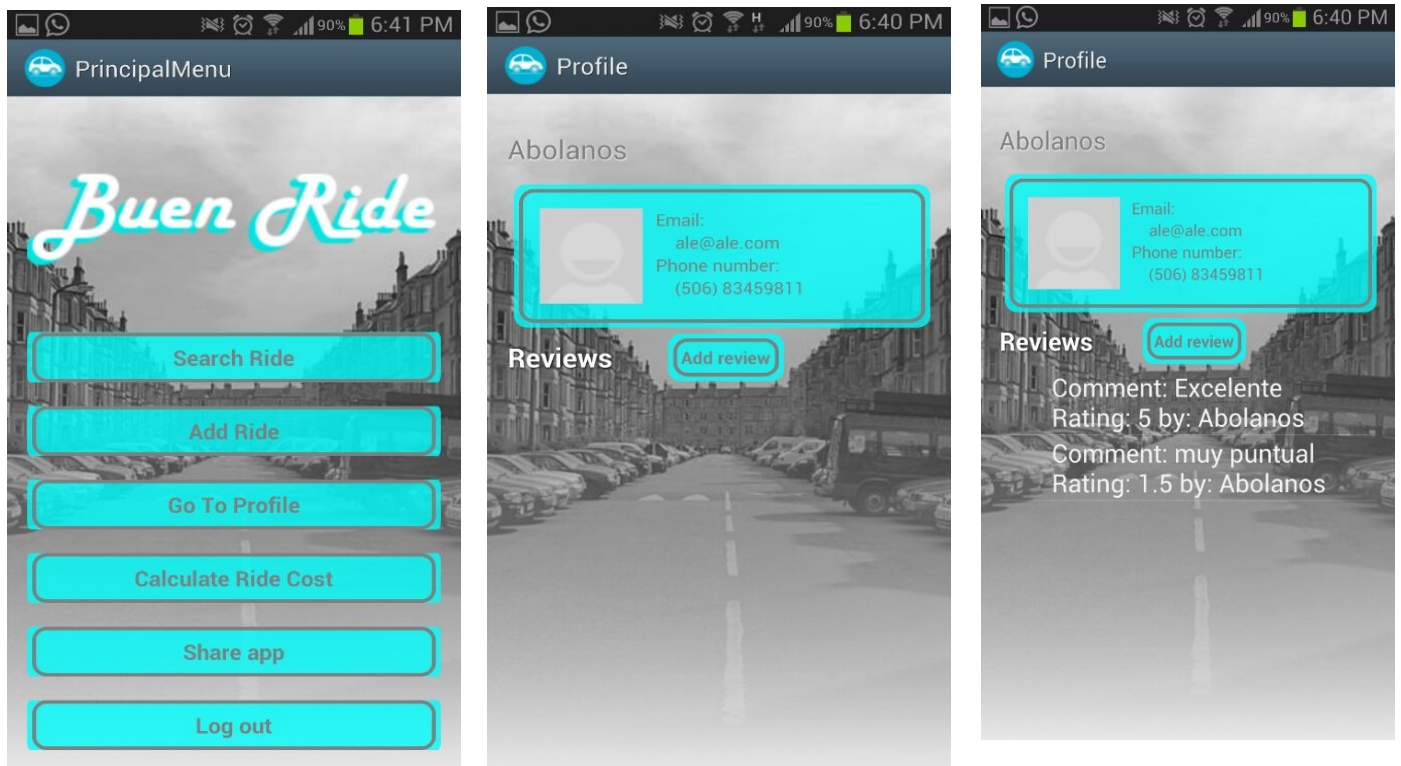 90% 6:41 PM
PrincipalMenu
Buen Ride
Search Ride
Add Ride
Go To Profile
Calculate Ride Cost
Share app
Log out
H 90% 6:40 PM
Profile
Abolanos
Email:
ale@ale.com
Phone number:
(506) 83459811
Reviews
Add review
90% 6:40 PM
Profile
Abolanos
Email:
ale@ale.com
Phone number:
(506) 83459811
Reviews
Add review
Comment: Excelente
Rating: 5 by: Abolanos
Comment: muy puntual
Rating: 1.5 by: Abolanos